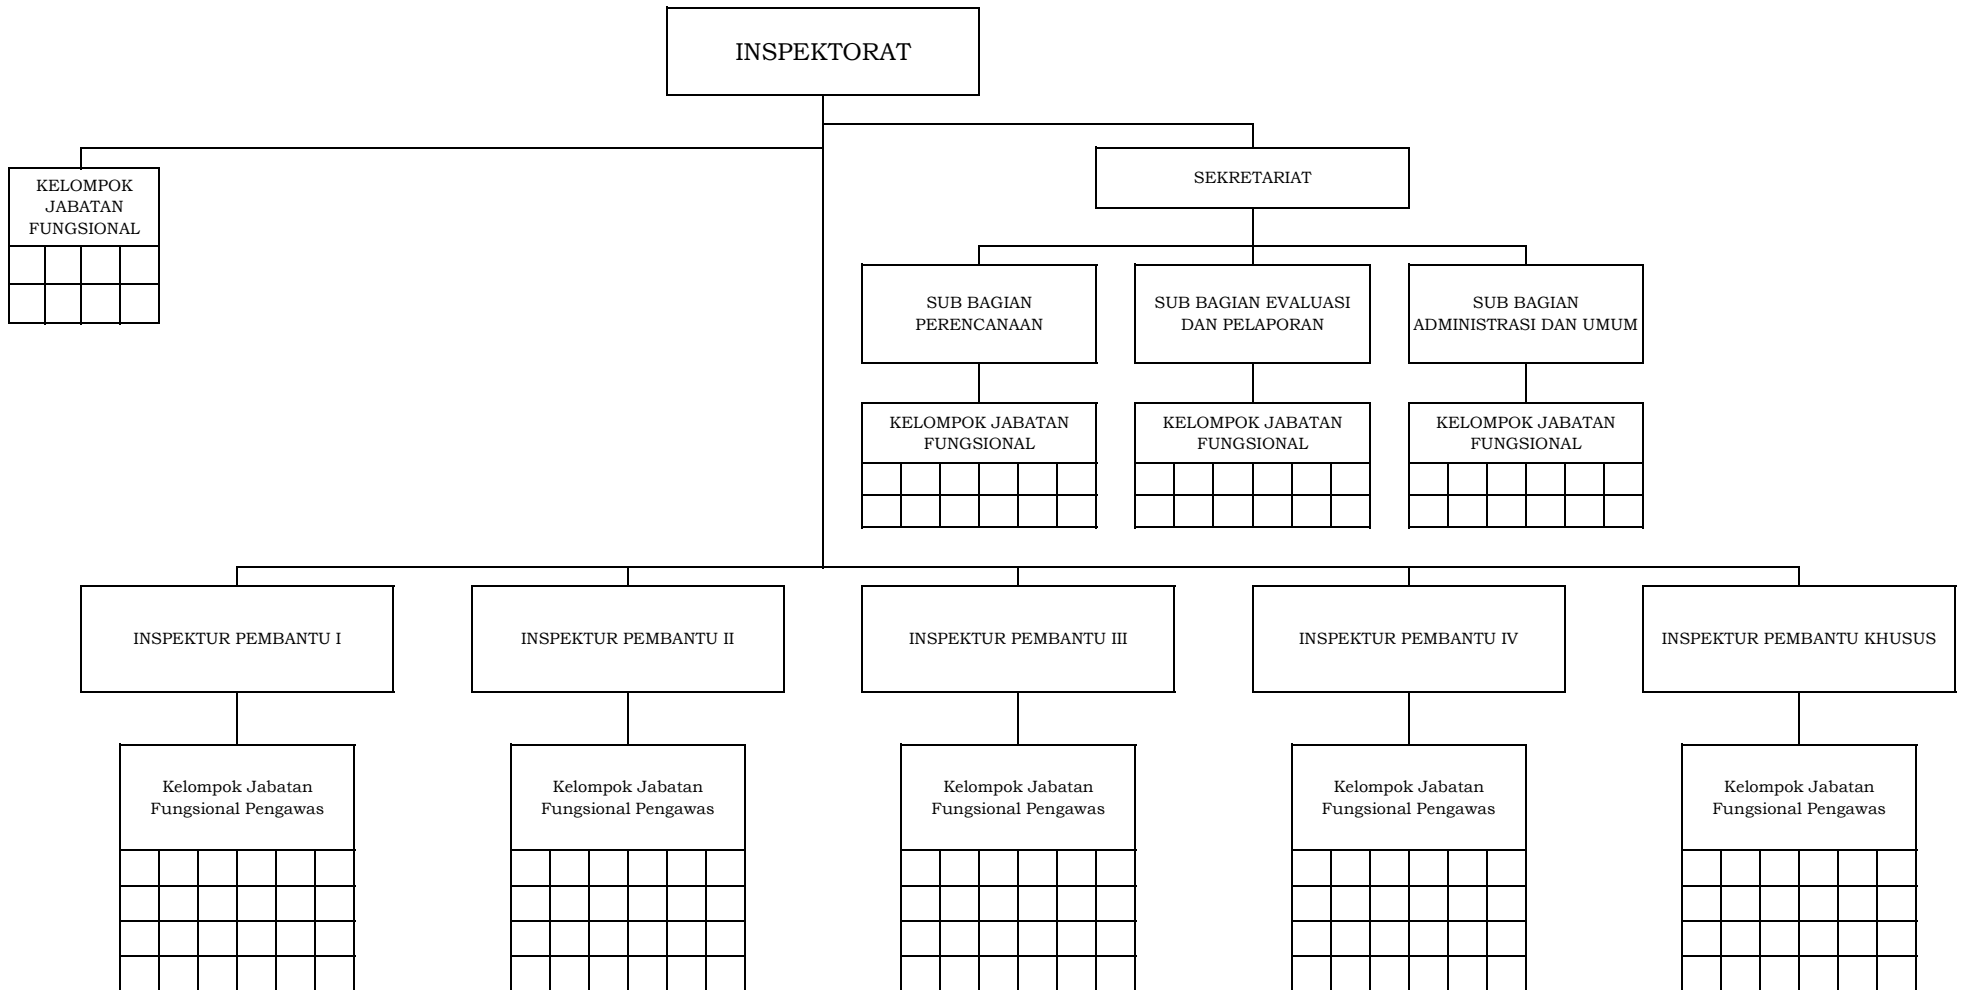 INSPEKTORAT
KELOMPOK
JABATAN
FUNGSIONAL
SEKRETARIAT
SUB BAGIAN
PERENCANAAN
SUB BAGIAN EVALUASI
DAN PELAPORAN
SUB BAGIAN
ADMINISTRASI DAN UMUM
KELOMPOK JABATAN
FUNGSIONAL
KELOMPOK JABATAN
FUNGSIONAL
KELOMPOK JABATAN
FUNGSIONAL
INSPEKTUR PEMBANTU I
INSPEKTUR PEMBANTU II
INSPEKTUR PEMBANTU III
INSPEKTUR PEMBANTU IV
INSPEKTUR PEMBANTU KHUSUS
Kelompok Jabatan
Fungsional Pengawas
Kelompok Jabatan
Fungsional Pengawas
Kelompok Jabatan
Fungsional Pengawas
Kelompok Jabatan
Fungsional Pengawas
Kelompok Jabatan
Fungsional Pengawas